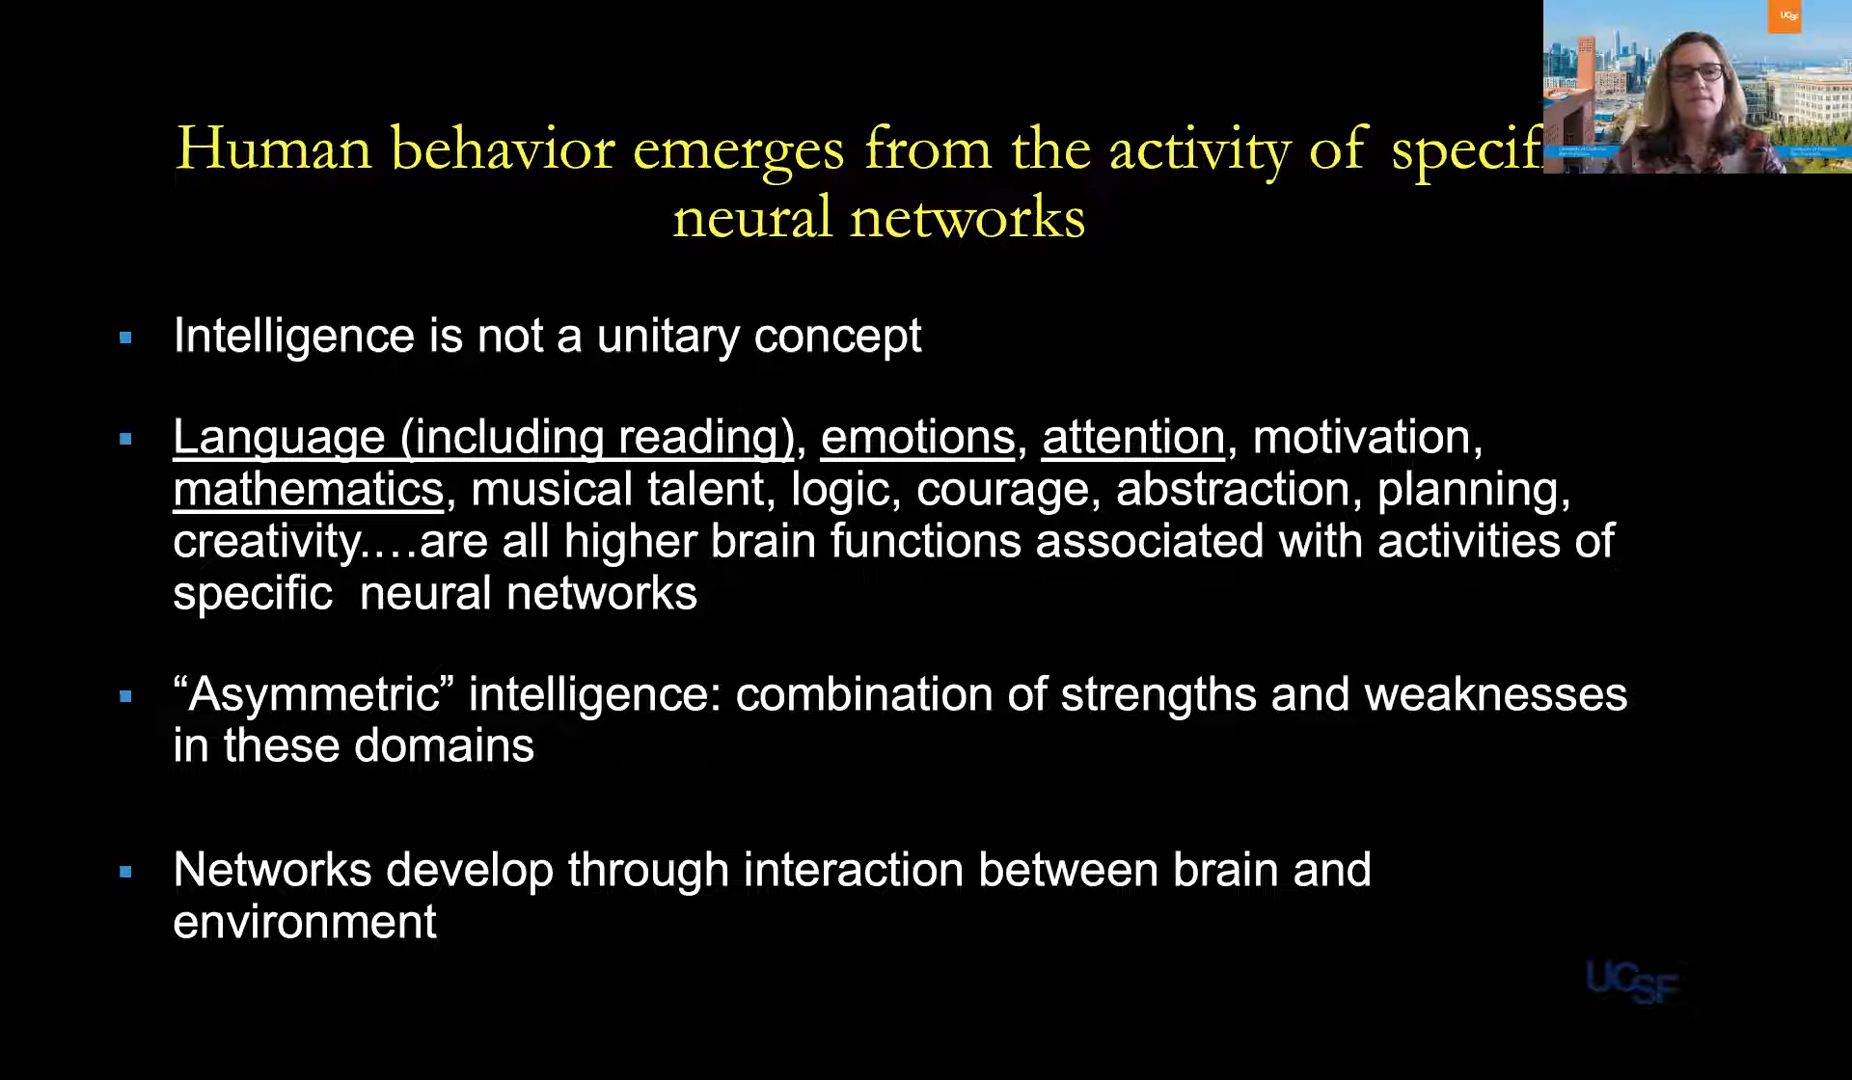 Human behavior emerges from the activity of specif
neural networks
Intelligence is not a unitary concept
Language (including reading), emotions, attention, motivation,
mathematics, musical talent, logic, courage, abstraction, planning,
creativity.…are all higher brain functions associated with activities of
specific neural networks
“Asymmetric” intelligence: combination of strengths and weaknesses
in these domains
Networks develop through interaction between brain and
environment
UCSF
UCSF